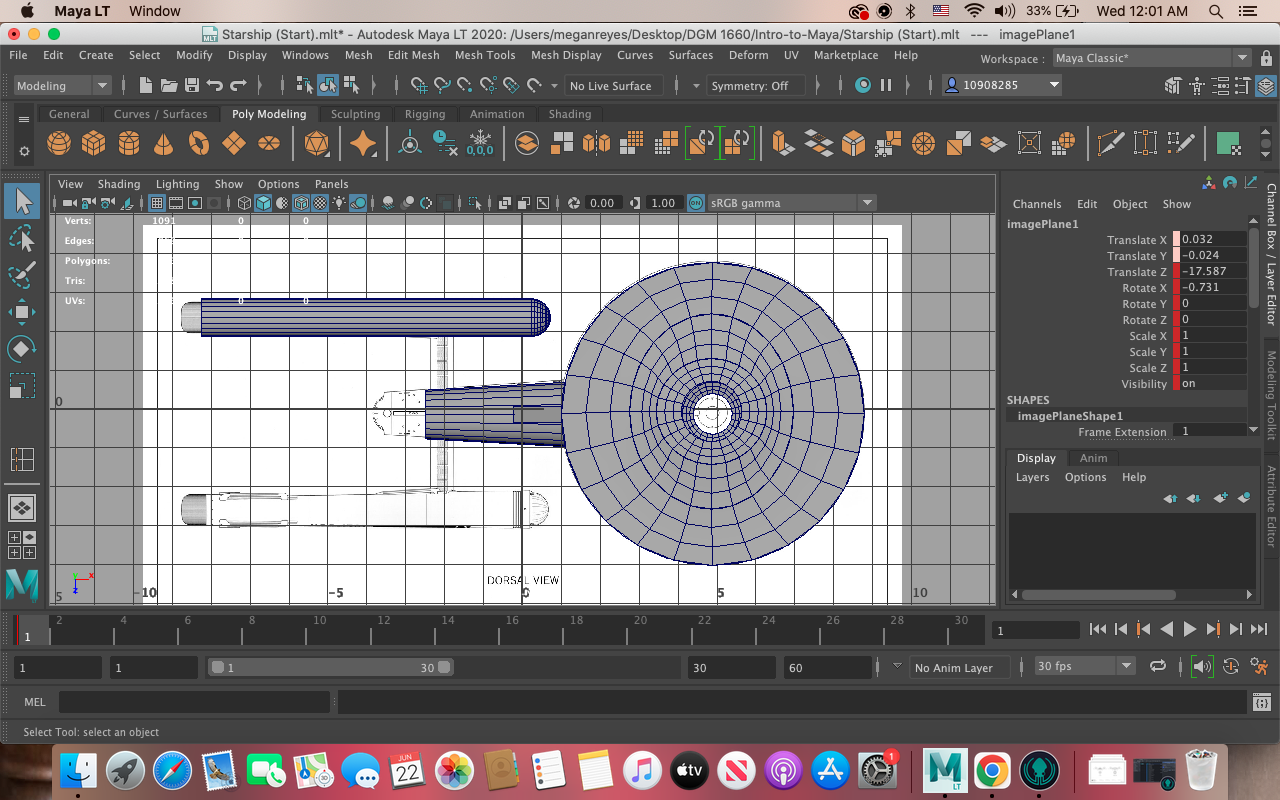 Maya LT Window 33% Wed 12:01 AM
Starship (Start).mlt* - Autodesk Maya LT 2020: /Users/meganreyes/Desktop/DGM 1660/Intro-to-Maya/Starship (Start).mlt --- imagePlane1
File Edit Create Select Modify Display Windows Mesh Edit Mesh Mesh Tools Mesh Display Curves Surfaces Deform UV Marketplace Help Workspace : Maya Classic*
Modeling No Live Surface Symmetry: Off 10908285
General Curves / Surfaces Poly Modeling Sculpting Rigging Animation Shading
0,0,0
View Shading Lighting Show Options Panels
0.00 1.00 ON sRGB gamma
Verts: 1091 0 0
Edges:
Polygons:
Tris:
UVs: 0 0
0
DORSAL VIEW
5 -10 -5 0 5 10
Y X Z
Channels Edit Object Show
imagePlane1
Translate X 0.032
Translate Y -0.024
Translate Z -17.587
Rotate X -0.731
Rotate Y 0
Rotate Z 0
Scale X 1
Scale Y 1
Scale Z 1
Visibility on
SHAPES
imagePlaneShape1
Frame Extension 1
Display Anim
Layers Options Help
Channel Box / Layer Editor
Modeling Toolkit
Attribute Editor
1 2 4 6 8 10 12 14 16 18 20 22 24 26 28 30 1
1 1 1 30 30 60 No Anim Layer 30 fps
MEL
Select Tool: select an object
JUN
22
3D
tv
1
M
LT